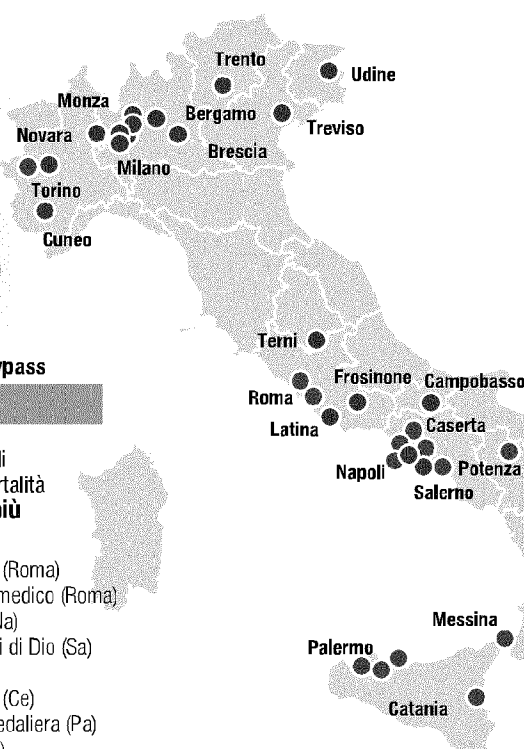 Trento
Udine
Monza
Bergamo
Novara
Treviso
Brescia
Milano
Torino
Cuneo
Terni
ypass
Frosinone
Campobasso
Roma
Caserta
Latina
li
Napoli
Potenza
rtalità
Salerno
iù
(Roma)
medico (Roma)
Na)
Messina
i di Dio (Sa)
Palermo
(Ce)
edaliera (Pa)
Catania